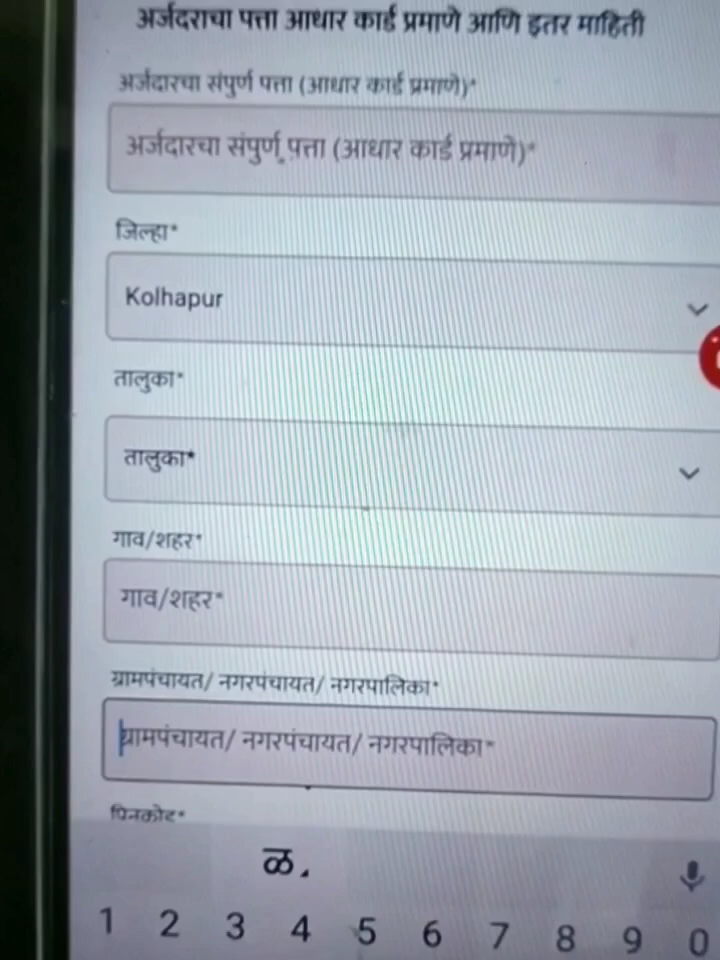 अर्जदराचा पत्ता आधार कार्ड प्रमाणे आणि इतर माहिती
अर्जदारचा संपुर्ण पत्ता (आधार कार्ड प्रमाणे)*
अर्जदारचा संपुर्ण पत्ता (आधार कार्ड प्रमाणे)*
जिल्हा*
Kolhapur
तालुका*
तालुका*
गाव/शहर*
गाव/शहर*
ग्रामपंचायत/ नगरपंचायत/ नगरपालिका*
ग्रामपंचायत/ नगरपंचायत/ नगरपालिका*
पिनकोट*
ळ.
1 2 3 4 5 6 7 8 9 0